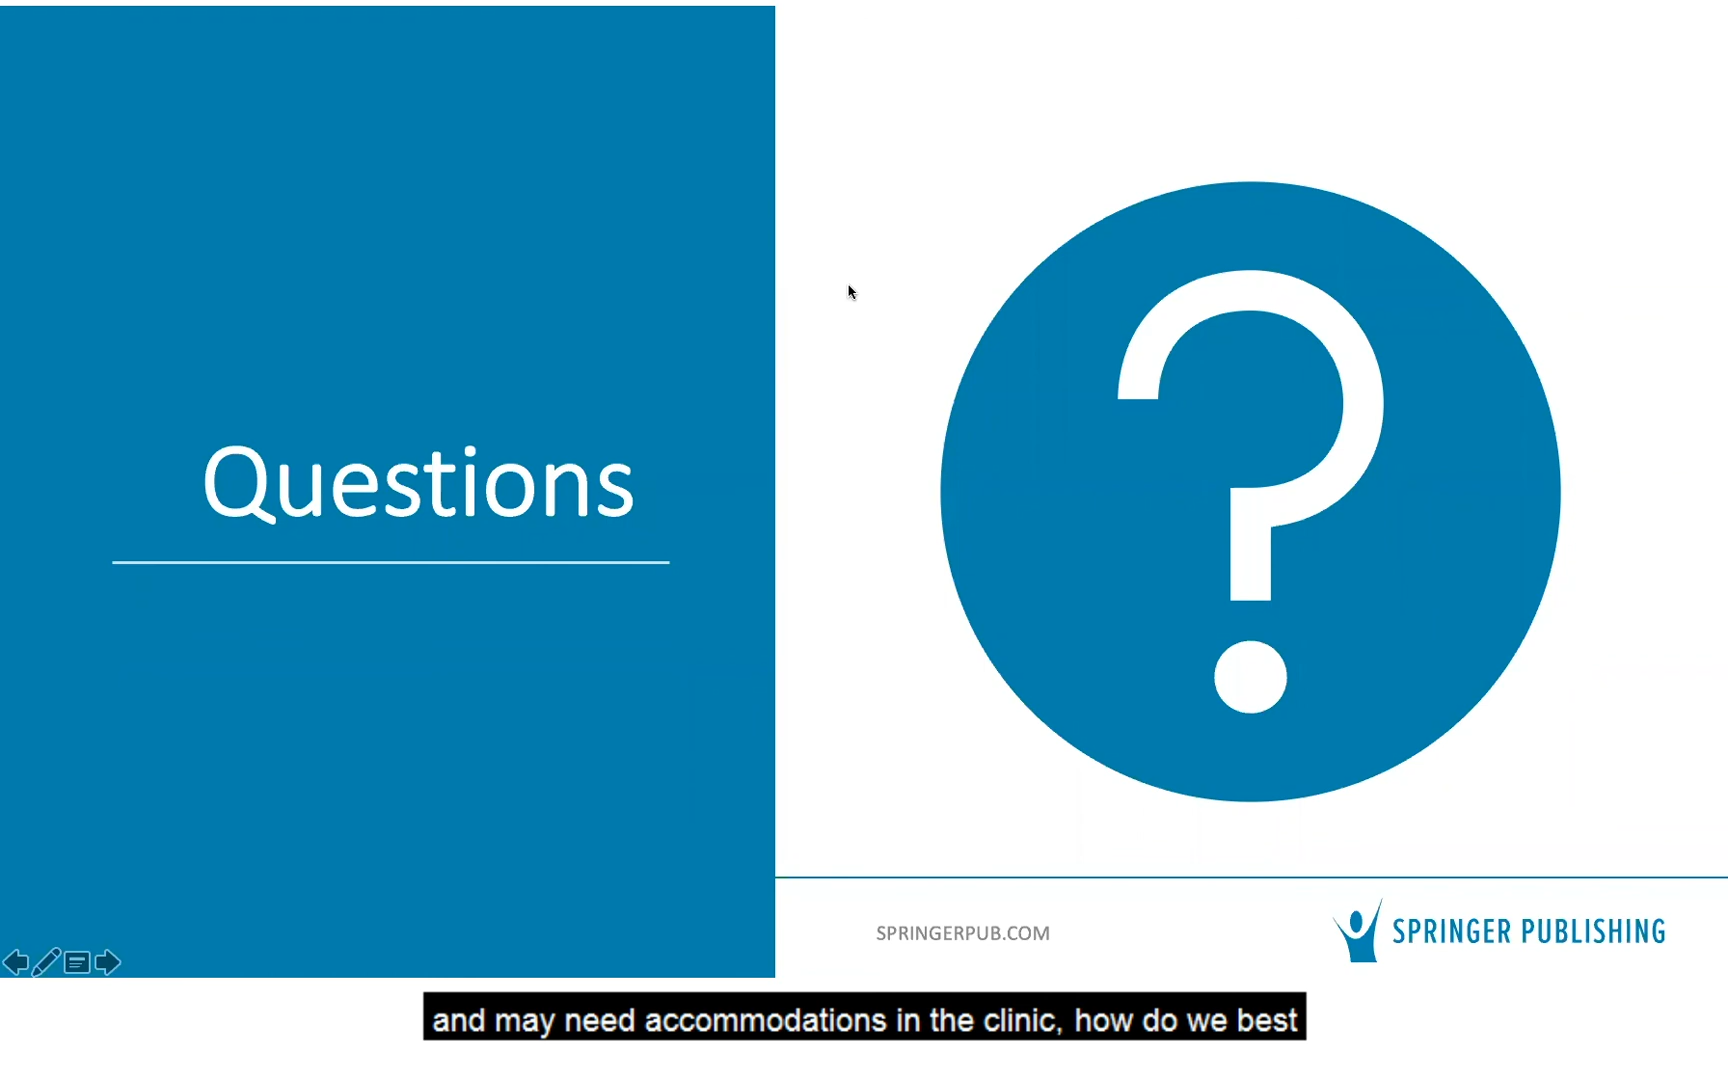 Questions
?
SPRINGERPUB.COM
SPRINGER PUBLISHING
and may need accommodations in the clinic, how do we best